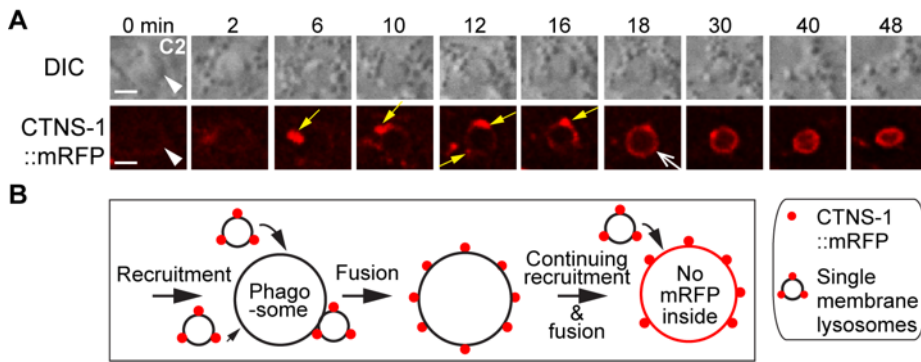 A
0 min 2 6 10 12 16 18 30 40 48
C2
DIC
CTNS-1
::mRFP
B
Recruitment
Phago
-some
Fusion
Continuing
recruitment
&
fusion
No
mRFP
inside
CTNS-1
::mRFP
Single
membrane
lysosomes